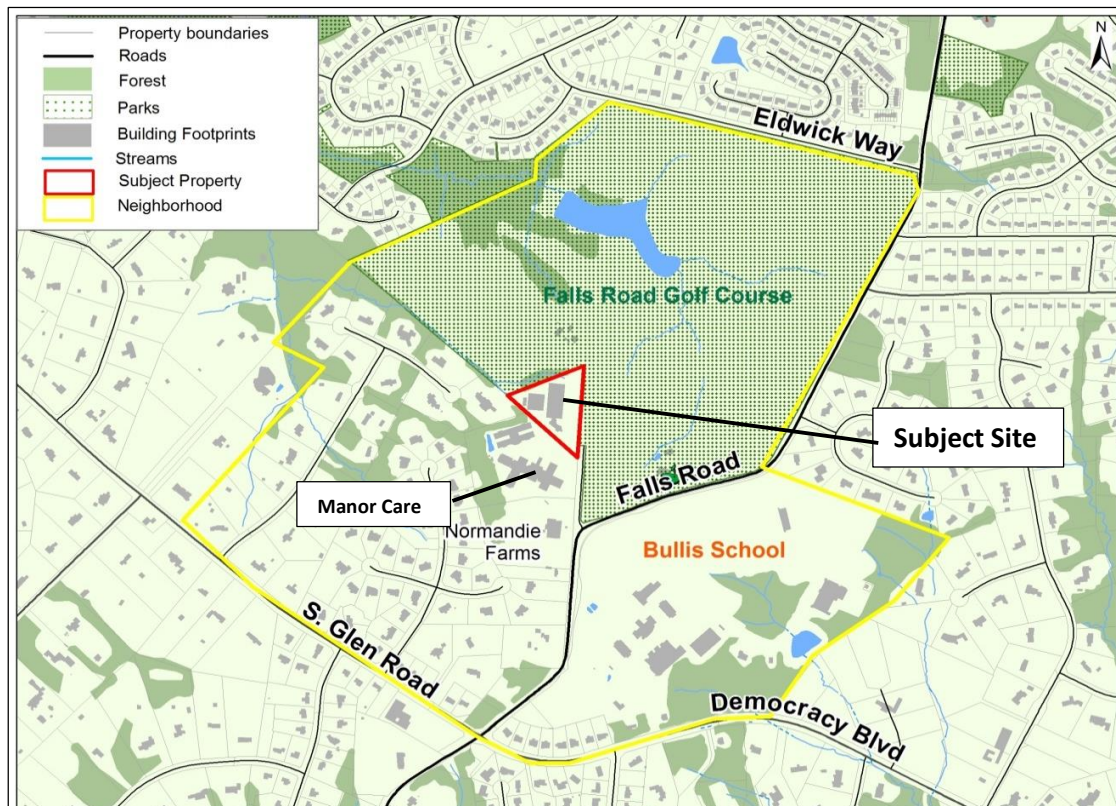 Property boundaries
Roads
Forest
Parks
Building Footprints
Streams
Subject Property
Neighborhood
N
Eldwick Way
Falls Road Golf Course
Subject Site
Falls Road
Manor Care
Normandie
Farms
Bullis School
S. Glen Road
Democracy Blvd